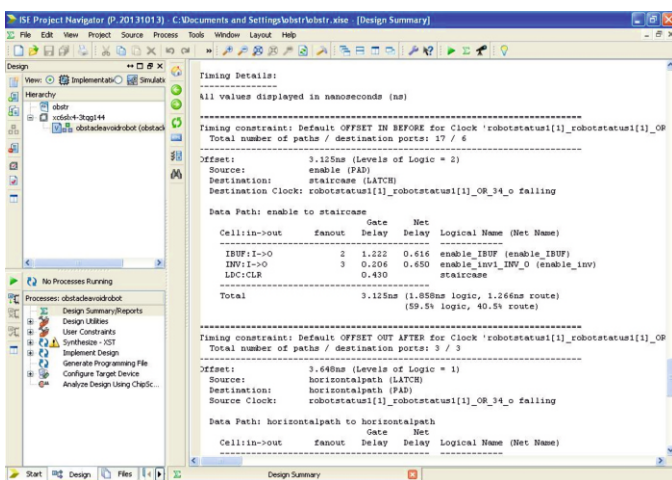 ISE Project Navigator (P.20131013) - C:\Documents and Settings\obstr\obstr.xise - [Design Summary]
File Edit View Project Source Process Tools Window Layout Help
Design
View: Implementati Simulati
Hierarchy
obstr
xc6slx4-3tqg144
obstacleavoidrobot (obstack
No Processes Running
Processes: obstacleavoidrobot
Design Summary/Reports
Design Utilities
User Constraints
Synthesize - XST
Implement Design
Generate Programming File
Configure Target Device
Analyze Design Using ChipSc...
Start Design Files
Timing Details:
---------------
All values displayed in nanoseconds (ns)
Timing constraint: Default OFFSET IN BEFORE for Clock 'robotstatus1[1]_robotstatus1[1]_OR
Total number of paths / destination ports: 17 / 6
Offset: 3.125ns (Levels of Logic = 2)
Source: enable (PAD)
Destination: staircase (LATCH)
Destination Clock: robotstatus1[1]_robotstatus1[1]_OR_34_o falling
Data Path: enable to staircase
Gate Net
Cell:in->out fanout Delay Delay Logical Name (Net Name)
IBUF:I->O 2 1.222 0.616 enable_IBUF (enable_IBUF)
INV:I->O 3 0.206 0.650 enable_inv1_INV_0 (enable_inv)
LDC:CLR 0.430 staircase
Total 3.125ns (1.858ns logic, 1.266ns route)
(59.5% logic, 40.5% route)
Timing constraint: Default OFFSET OUT AFTER for Clock 'robotstatus1[1]_robotstatus1[1]_OR
Total number of paths / destination ports: 3 / 3
Offset: 3.648ns (Levels of Logic = 1)
Source: horizontalpath (LATCH)
Destination: horizontalpath (PAD)
Source Clock: robotstatus1[1]_robotstatus1[1]_OR_34_o falling
Data Path: horizontalpath to horizontalpath
Gate Net
Cell:in->out fanout Delay Delay Logical Name (Net Name)
Design Summary